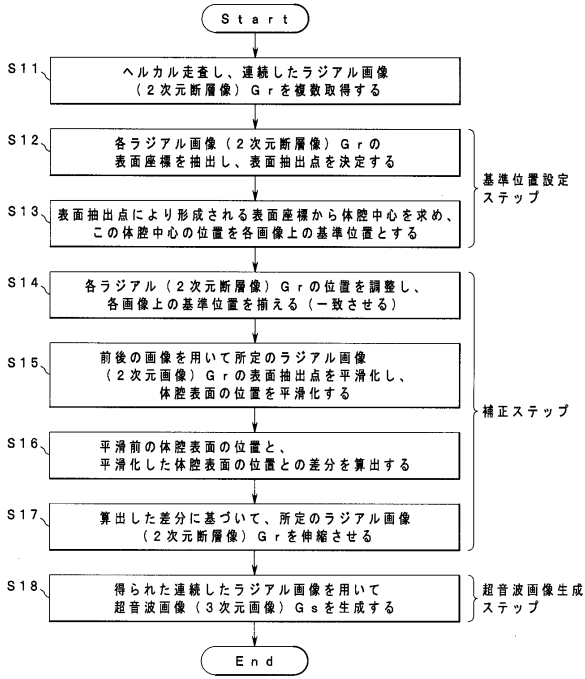 Start
S11
ヘルカル走査し、連続したラジアル画像
(2次元断層像)Grを複数取得する
S12
各ラジアル画像(2次元断層像)Grの
表面座標を抽出し、表面抽出点を決定する
S13
表面抽出点により形成される表面座標から体腔中心を求め、
この体腔中心の位置を各画像上の基準位置とする
基準位置設定
ステップ
S14
各ラジアル(2次元断層像)Grの位置を調整し、
各画像上の基準位置を揃える(一致させる)
S15
前後の画像を用いて所定のラジアル画像
(2次元画像)Grの表面抽出点を平滑化し、
体腔表面の位置を平滑化する
S16
平滑前の体腔表面の位置と、
平滑化した体腔表面の位置との差分を算出する
S17
算出した差分に基づいて、所定のラジアル画像
(2次元断層像)Grを伸縮させる
補正ステップ
S18
得られた連続したラジアル画像を用いて
超音波画像(3次元画像)Gsを生成する
超音波画像生成
ステップ
End